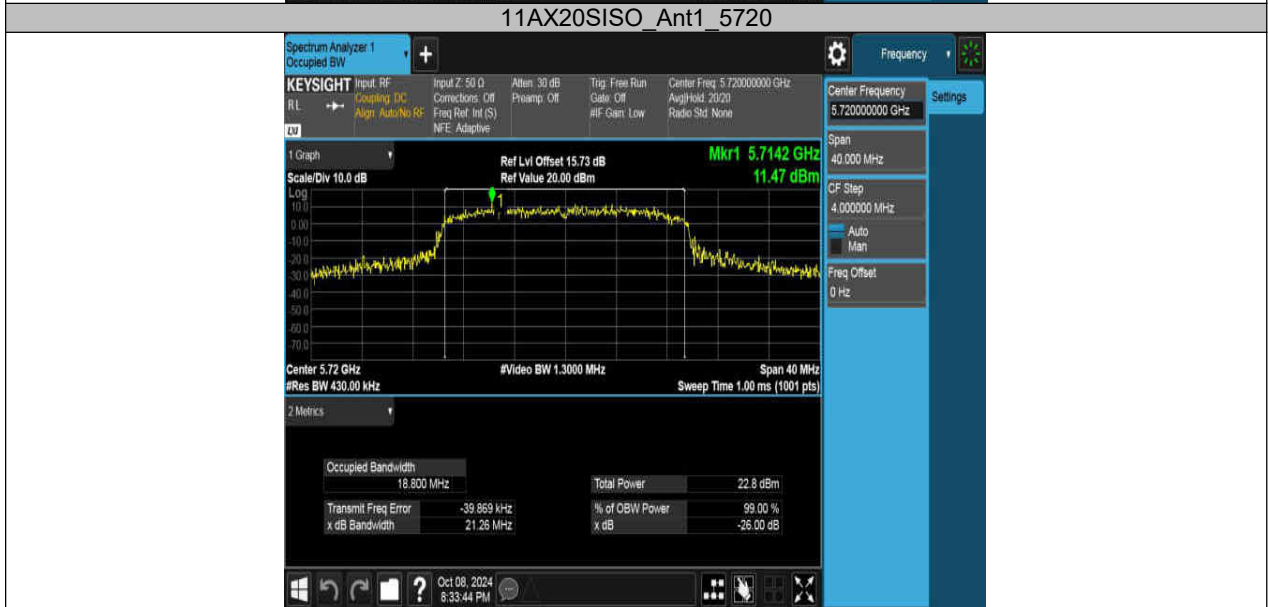 11AX20SISO_Ant1_5720
Spectrum Analyzer 1
Occupied BW
+
Frequency
KEYSIGHT
RL
LXI
Input: RF
Coupling: DC
Align: Auto/No RF
Input Z: 50 Ω
Corrections: Off
Freq Ref: Int (S)
NFE: Adaptive
Atten: 30 dB
Preamp: Off
Trig: Free Run
Gate: Off
#IF Gain: Low
Center Freq: 5.720000000 GHz
Avg|Hold: 20/20
Radio Std: None
Center Frequency
5.720000000 GHz
Settings
Span
40.000 MHz
CF Step
4.000000 MHz
Auto
Man
Freq Offset
0 Hz
1 Graph
Scale/Div 10.0 dB
Ref Lvl Offset 15.73 dB
Ref Value 20.00 dBm
Mkr1 5.7142 GHz
11.47 dBm
Log
10.0
0.00
-10.0
-20.0
-30.0
-40.0
-50.0
-60.0
-70.0
1
Center 5.72 GHz
#Video BW 1.3000 MHz
Span 40 MHz
#Res BW 430.00 kHz
Sweep Time 1.00 ms (1001 pts)
2 Metrics
Occupied Bandwidth
18.800 MHz
Total Power 22.8 dBm
Transmit Freq Error -39.869 kHz
% of OBW Power 99.00 %
x dB Bandwidth 21.26 MHz
x dB -26.00 dB
?
Oct 08, 2024
8:33:44 PM